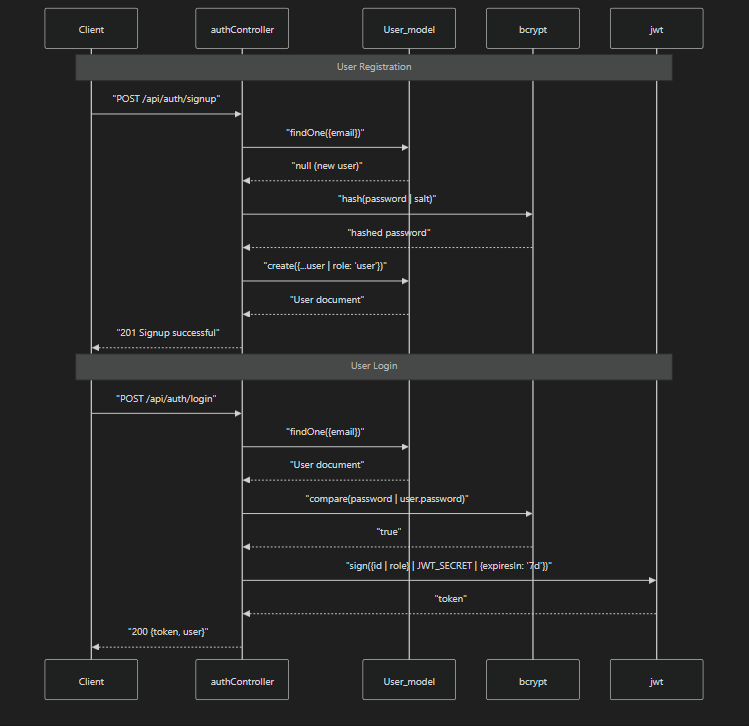 Client
authController
User_model
bcrypt
jwt
User Registration
"POST /api/auth/signup"
"findOne({email})"
"null (new user)"
"hash(password | salt)"
"hashed password"
"create({...user | role: 'user'})"
"User document"
"201 Signup successful"
User Login
"POST /api/auth/login"
"findOne({email})"
"User document"
"compare(password | user.password)"
"true"
"sign({id | role} | JWT_SECRET | {expiresIn: '7d'})"
"token"
"200 {token, user}"
Client
authController
User_model
bcrypt
jwt